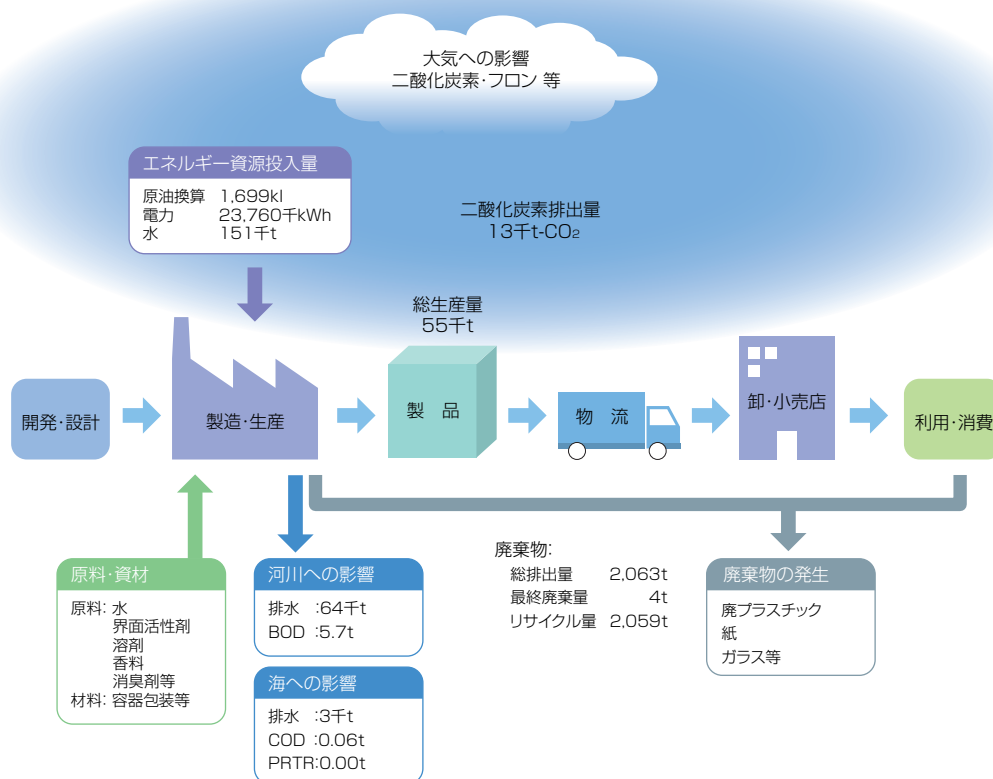 大気への影響
二酸化炭素・フロン 等
エネルギー資源投入量
原油換算 1,699kl
電力 23,760千kWh
水 151千t
二酸化炭素排出量
13千t-CO₂
総生産量
55千t
開発・設計
製造・生産
製 品
物 流
卸・小売店
利用・消費
原料・資材
原料: 水
界面活性剤
溶剤
香料
消臭剤等
材料: 容器包装等
河川への影響
排水 :64千t
BOD :5.7t
海への影響
排水 :3千t
COD :0.06t
PRTR:0.00t
廃棄物:
総排出量 2,063t
最終廃棄量 4t
リサイクル量 2,059t
廃棄物の発生
廃プラスチック
紙
ガラス等